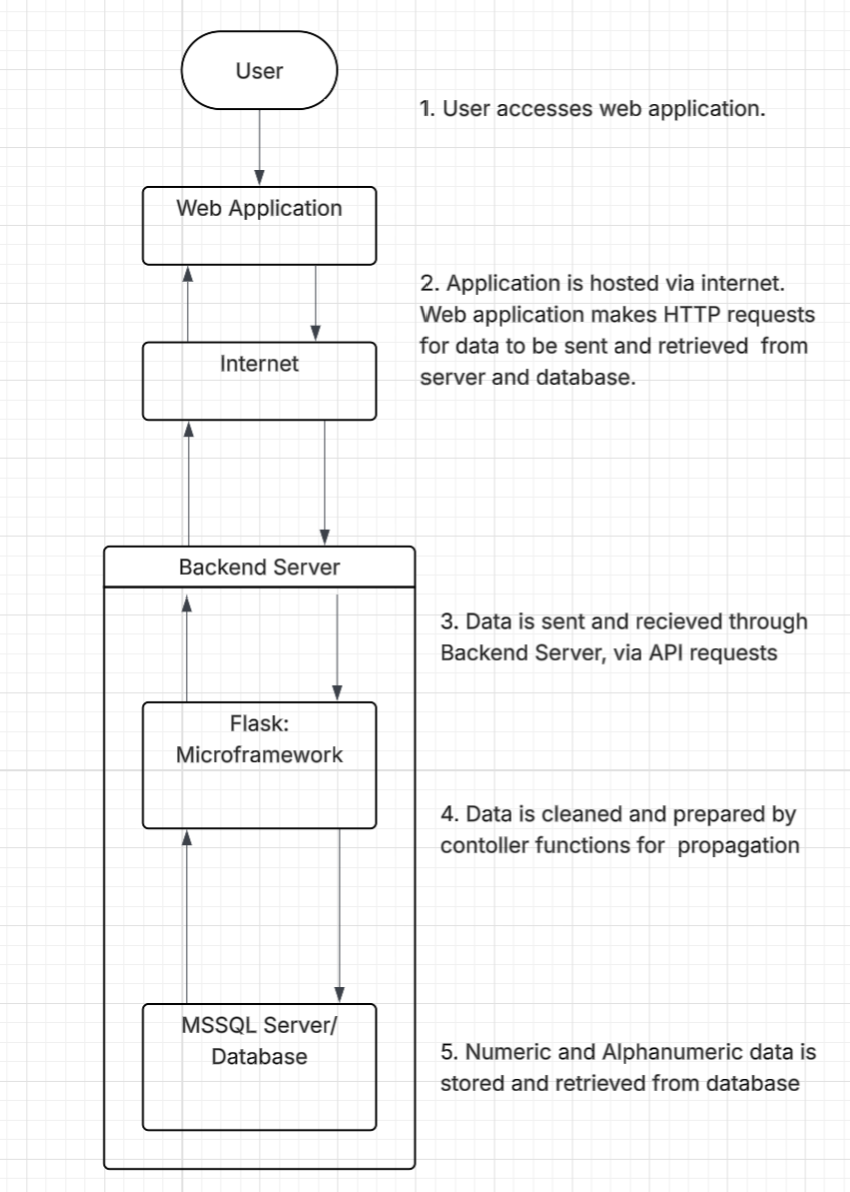 User
1. User accesses web application.
Web Application
2. Application is hosted via internet.
Web application makes HTTP requests
for data to be sent and retrieved  from
server and database.
Internet
Backend Server
3. Data is sent and recieved through
Backend Server, via API requests
Flask:
Microframework
4. Data is cleaned and prepared by
contoller functions for  propagation
MSSQL Server/
Database
5. Numeric and Alphanumeric data is
stored and retrieved from database